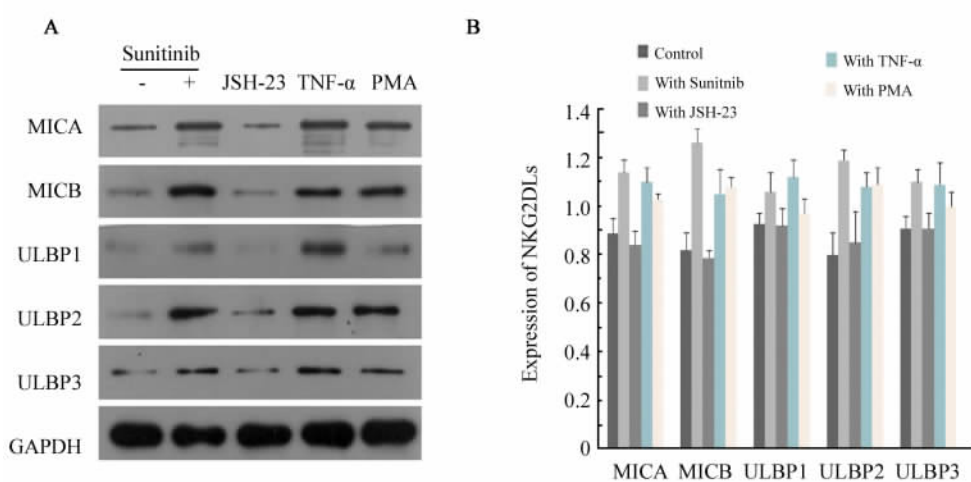 A
Sunitinib
- + JSH-23 TNF-α PMA
MICA
MICB
ULBP1
ULBP2
ULBP3
GAPDH
B
Control
With Sunitnib
With JSH-23
With TNF-α
With PMA
Expression of NKG2DLs
1.4
1.2
1.0
0.8
0.6
0.4
0.2
0
MICA MICB ULBP1 ULBP2 ULBP3